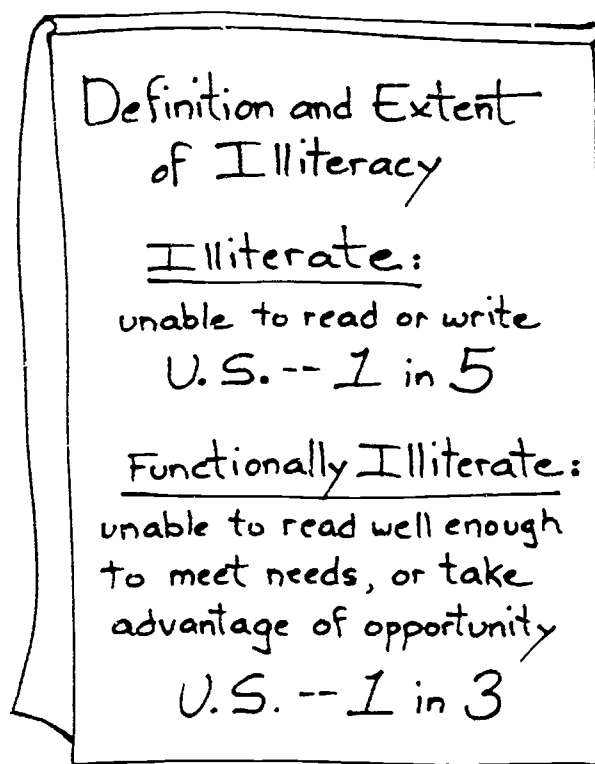 Definition and Extent
of Illiteracy
Illiterate:
unable to read or write
U.S. -- 1 in 5
Functionally Illiterate:
unable to read well enough
to meet needs, or take
advantage of opportunity
U.S. -- 1 in 3